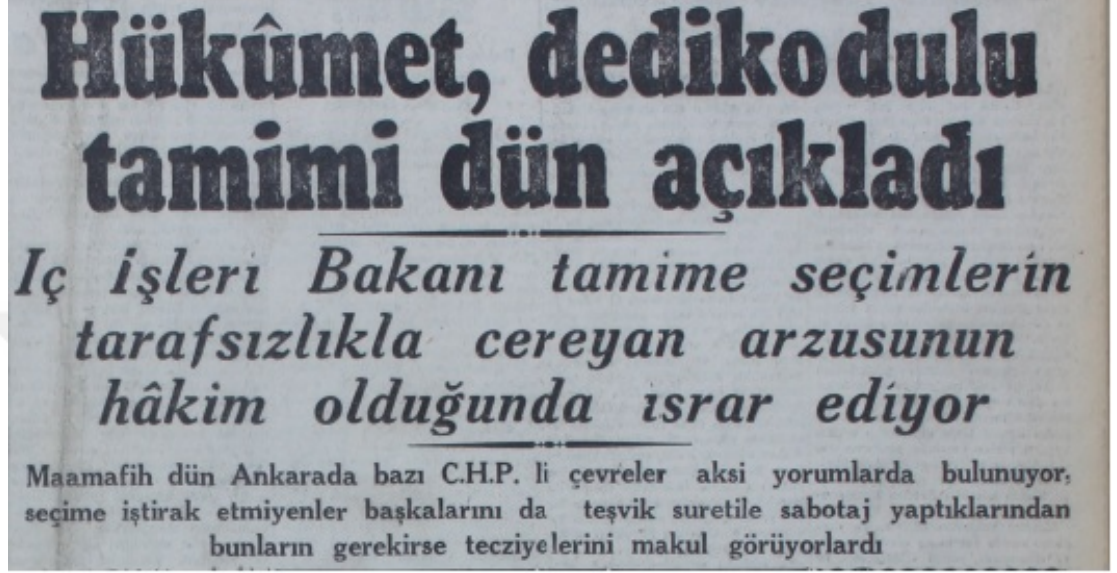 Hükûmet, dedikodulu
tamimi dün açıkladı
Iç işleri Bakanı tamime seçimlerin
tarafsızlıkla cereyan arzusunun
hâkim olduğunda ısrar ediyor
Maamafih dün Ankarada bazı C.H.P. li çevreler aksi yorumlarda bulunuyor,
seçime iştirak etmiyenler başkalarını da teşvik suretile sabotaj yaptıklarından
bunların gerekirse tecziyelerini makul görüyorlardı